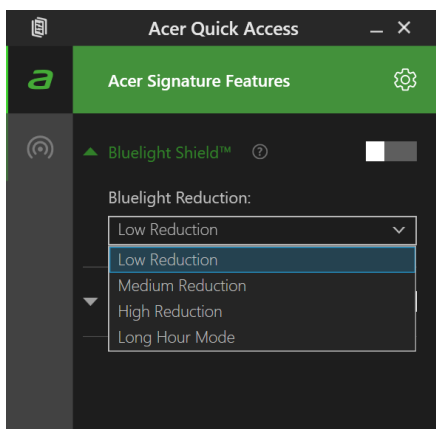 Acer Quick Access
a
Acer Signature Features
Bluelight Shield™ ?
Bluelight Reduction:
Low Reduction
Low Reduction
Medium Reduction
High Reduction
Long Hour Mode